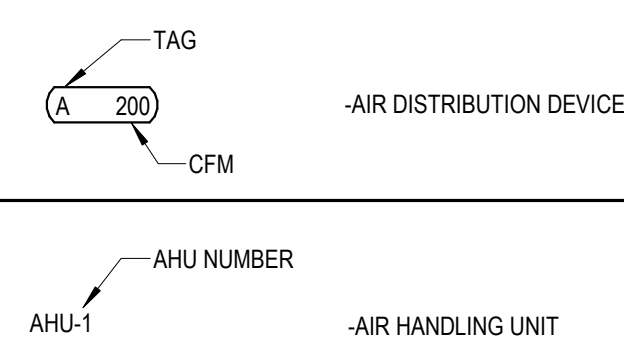 TAG
A 200 -AIR DISTRIBUTION DEVICE
CFM
AHU NUMBER
AHU-1 -AIR HANDLING UNIT